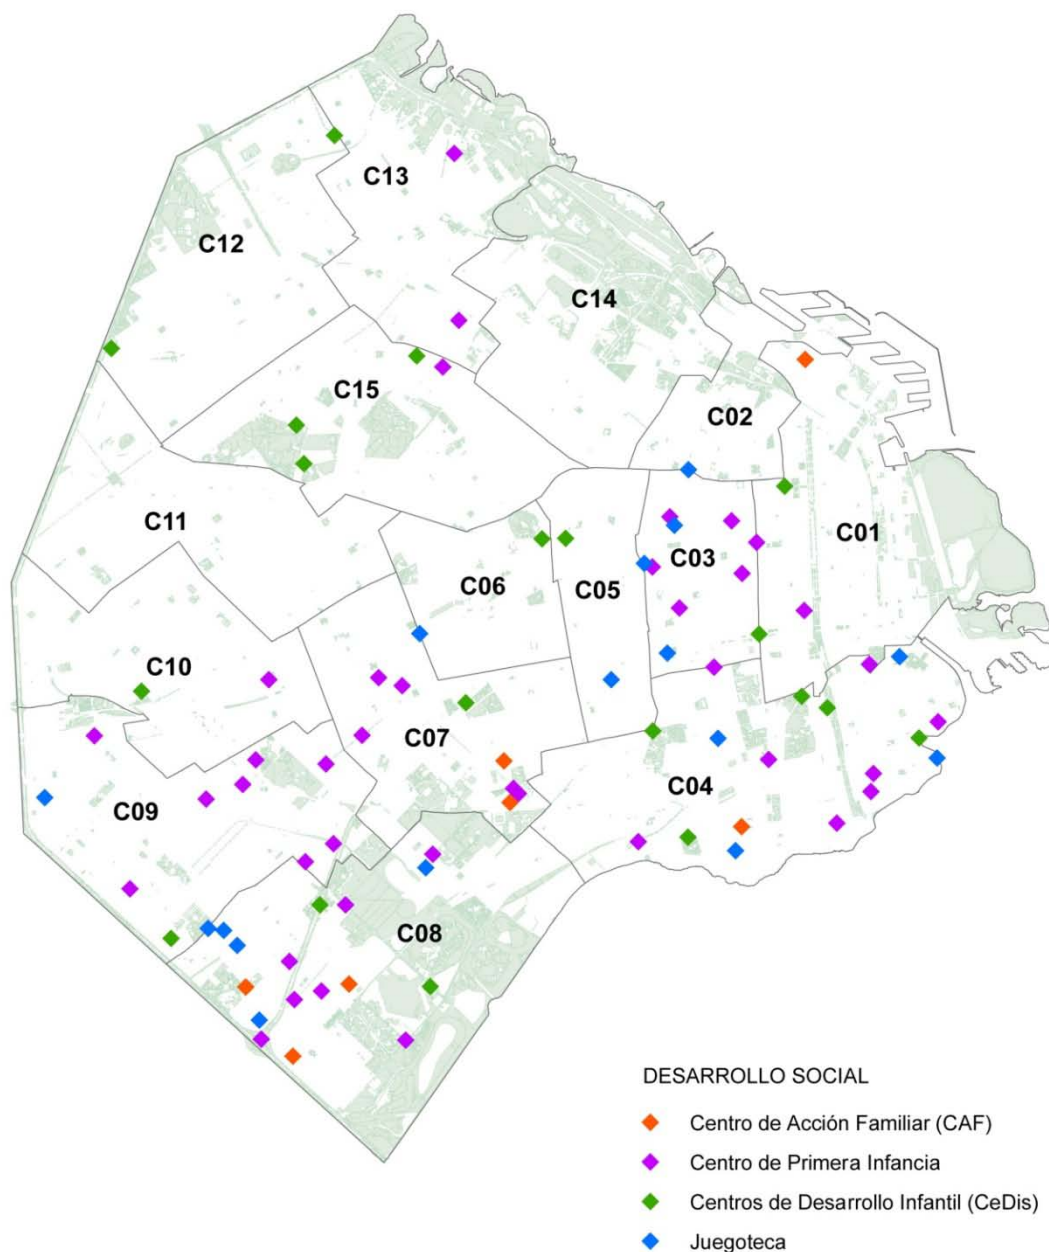 C13
C12
C14
C15
C02
C11
C01
C03
C06
C05
C10
C07
C04
C09
C08
DESARROLLO SOCIAL
Centro de Acción Familiar (CAF)
Centro de Primera Infancia
Centros de Desarrollo Infantil (CeDis)
Juegoteca